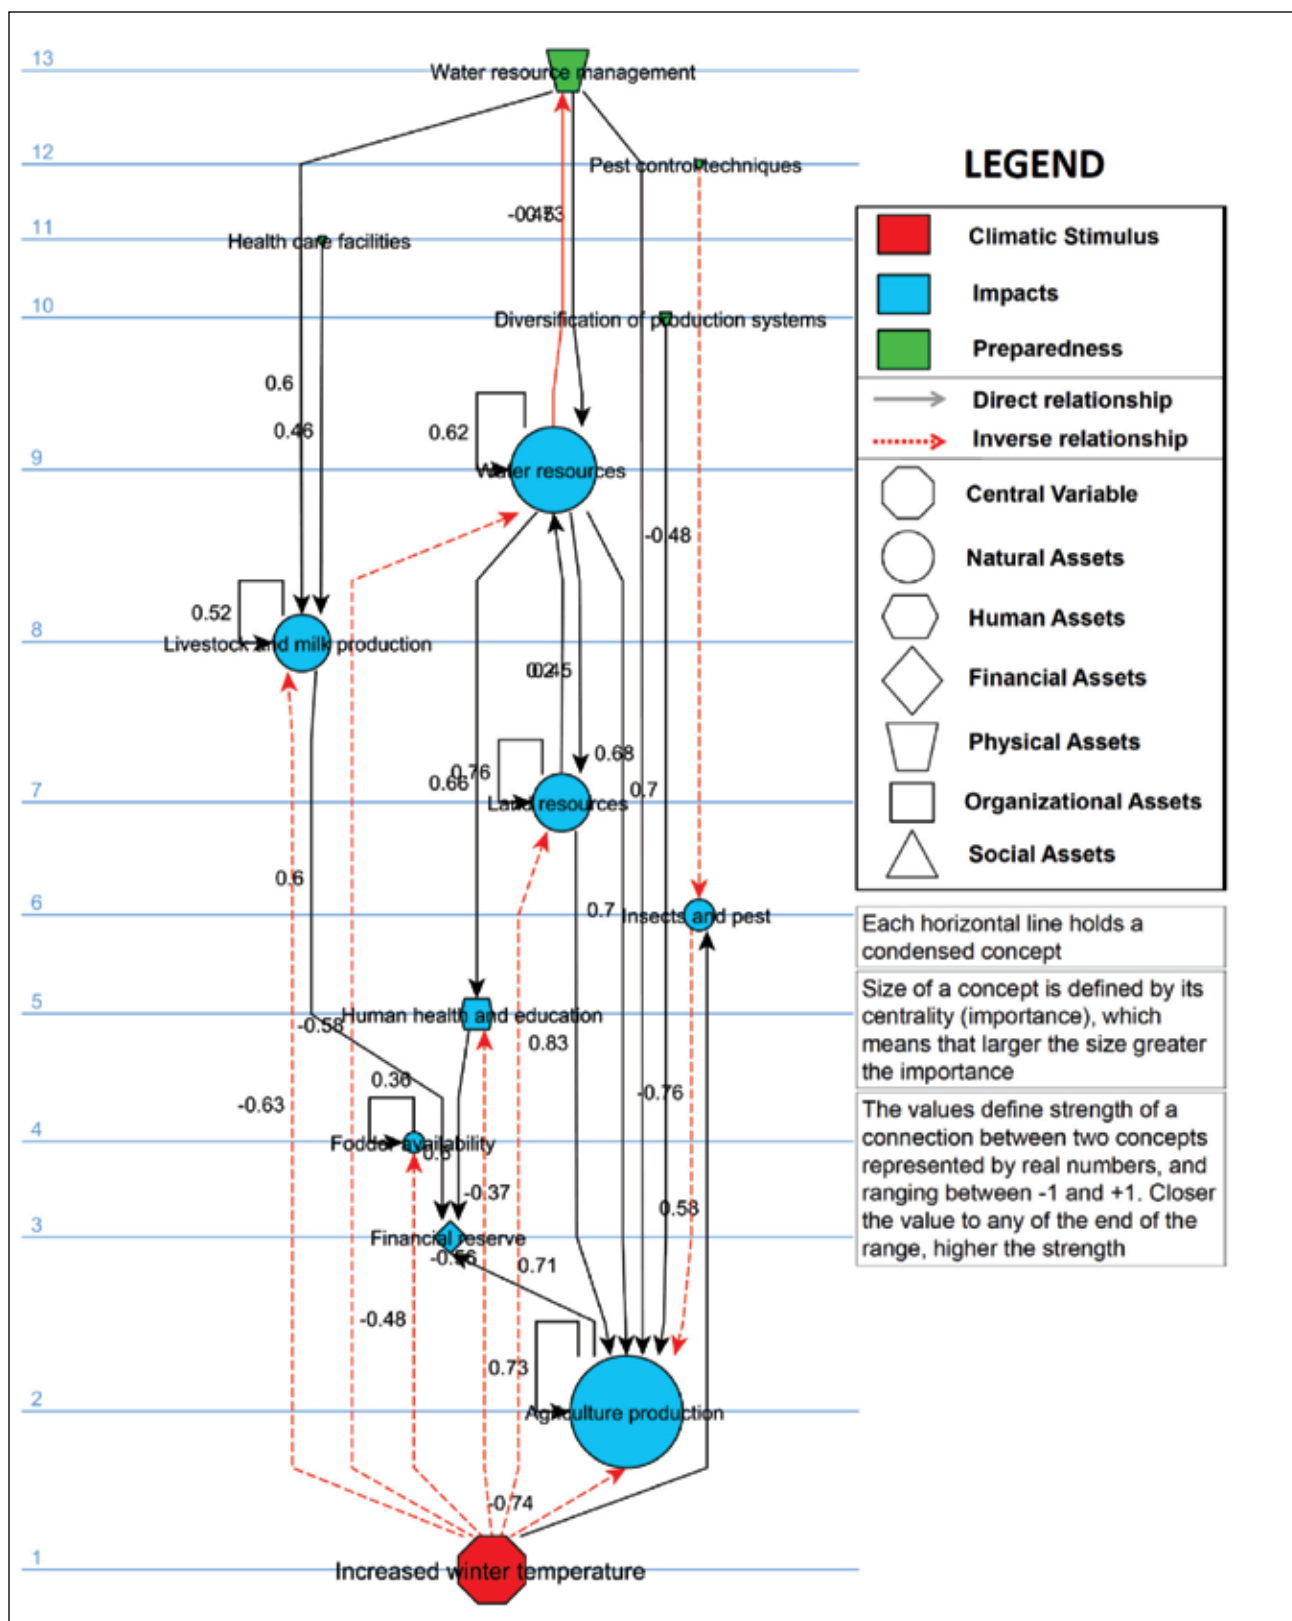 13
Water resource management
12
Pest control techniques
11
Health care facilities
10
Diversification of production systems
0.6
0.46
0.62
9
Water resources
-0.48
0.52
8
Livestock and milk production
0.2
0.45
0.68
0.76
0.66
0.7
7
Land resources
0.6
0.7
6
Insects and pest
5
Human health and education
-0.58
0.83
0.36
-0.76
-0.63
4
Fodder availability
-0.37
0.58
3
Financial reserve
-0.56
0.71
-0.48
0.73
2
Agriculture production
-0.74
1
Increased winter temperature
LEGEND
Climatic Stimulus
Impacts
Preparedness
Direct relationship
Inverse relationship
Central Variable
Natural Assets
Human Assets
Financial Assets
Physical Assets
Organizational Assets
Social Assets
Each horizontal line holds a
condensed concept
Size of a concept is defined by its
centrality (importance), which
means that larger the size greater
the importance
The values define strength of a
connection between two concepts
represented by real numbers, and
ranging between -1 and +1. Closer
the value to any of the end of the
range, higher the strength